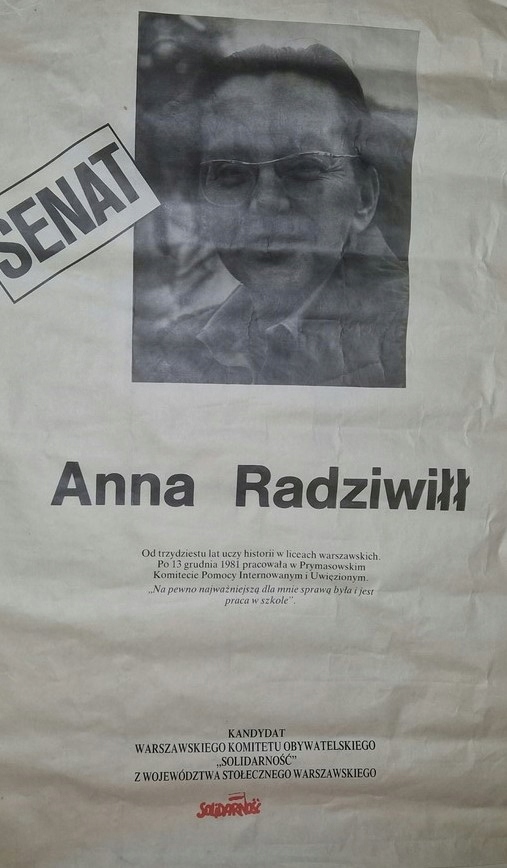 SENAT
Anna Radziwiłł
Od trzydziestu lat uczy historii w liceach warszawskich.
Po 13 grudnia 1981 pracowała w Prymasowskim
Komitecie Pomocy Internowanym i Uwięzionym.
„Na pewno najważniejszą dla mnie sprawą była i jest
praca w szkole”.
KANDYDAT
WARSZAWSKIEGO KOMITETU OBYWATELSKIEGO
„SOLIDARNOŚĆ”
Z WOJEWÓDZTWA STOŁECZNEGO WARSZAWSKIEGO
SOLIDARNOŚĆ